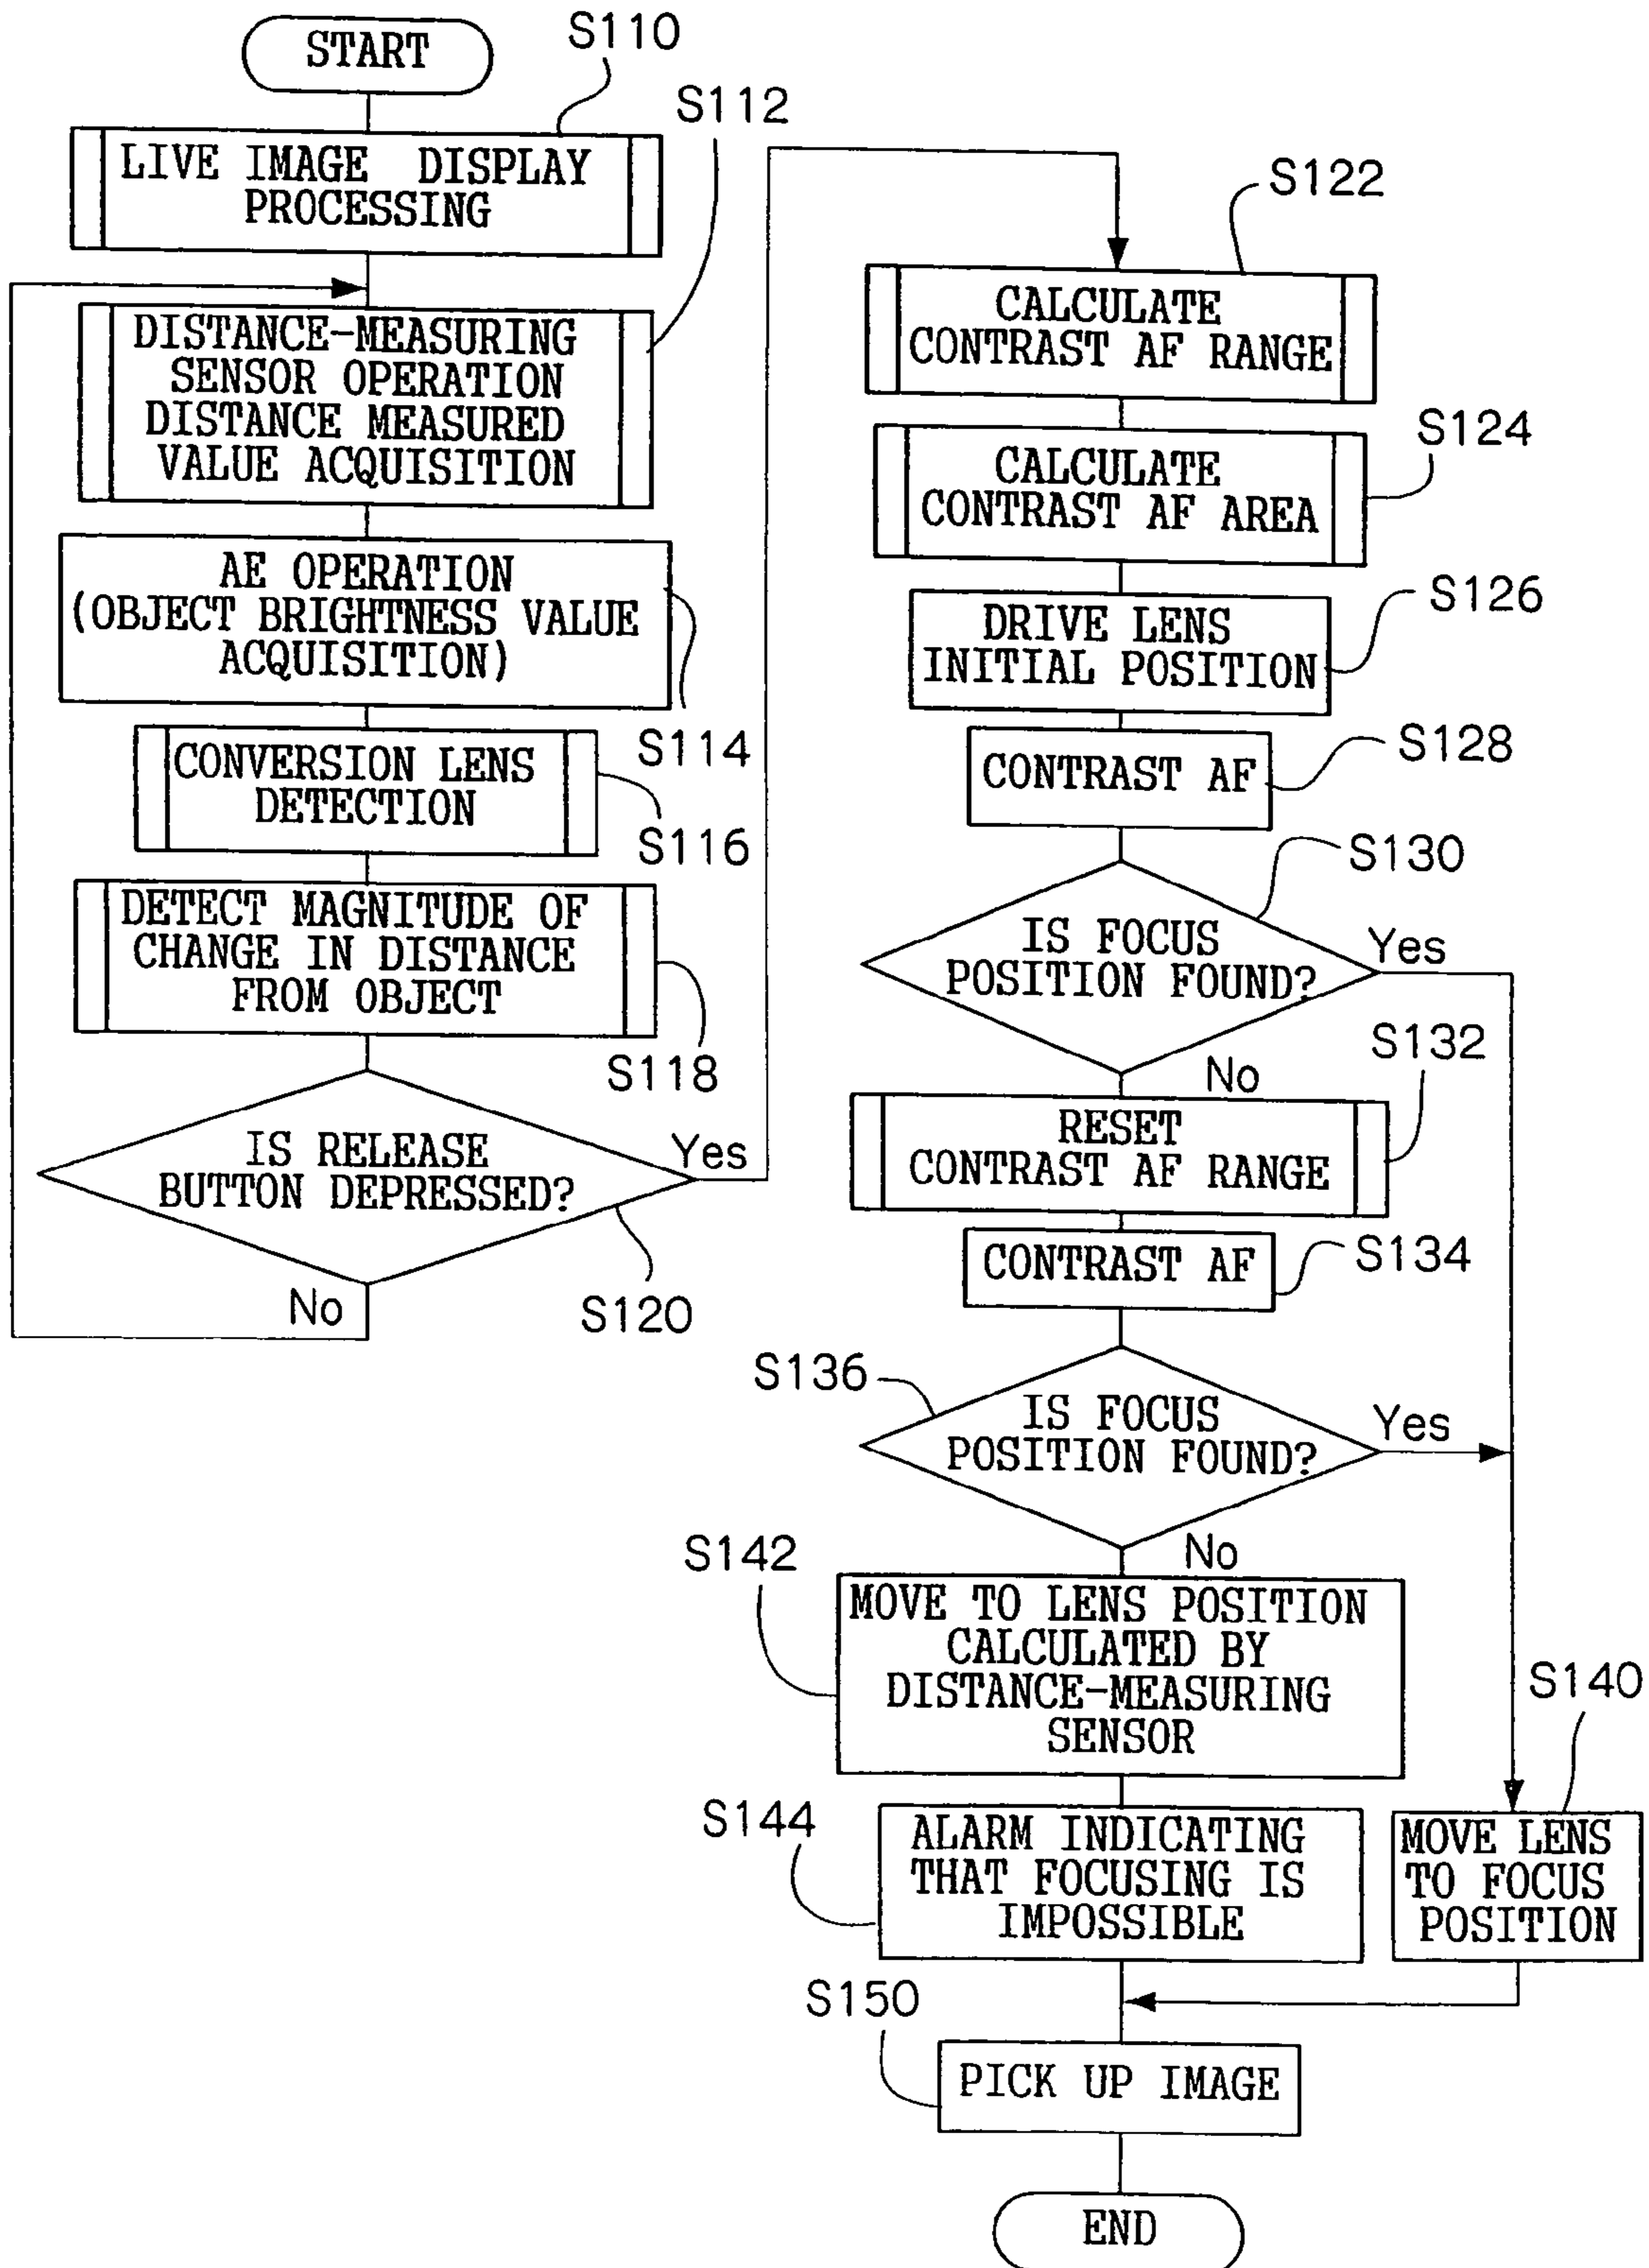 START
S110
LIVE IMAGE DISPLAY
PROCESSING
S112
DISTANCE-MEASURING
SENSOR OPERATION
DISTANCE MEASURED
VALUE ACQUISITION
AE OPERATION
(OBJECT BRIGHTNESS VALUE
ACQUISITION)
S114
CONVERSION LENS
DETECTION
S116
DETECT MAGNITUDE OF
CHANGE IN DISTANCE
FROM OBJECT
S118
IS RELEASE
BUTTON DEPRESSED?
Yes
No
S120
S122
CALCULATE
CONTRAST AF RANGE
S124
CALCULATE
CONTRAST AF AREA
S126
DRIVE LENS
INITIAL POSITION
S128
CONTRAST AF
S130
IS FOCUS
POSITION FOUND?
Yes
No
S132
RESET
CONTRAST AF RANGE
S134
CONTRAST AF
S136
IS FOCUS
POSITION FOUND?
Yes
No
S142
MOVE TO LENS POSITION
CALCULATED BY
DISTANCE-MEASURING
SENSOR
S144
ALARM INDICATING
THAT FOCUSING IS
IMPOSSIBLE
S140
MOVE LENS
TO FOCUS
POSITION
S150
PICK UP IMAGE
END